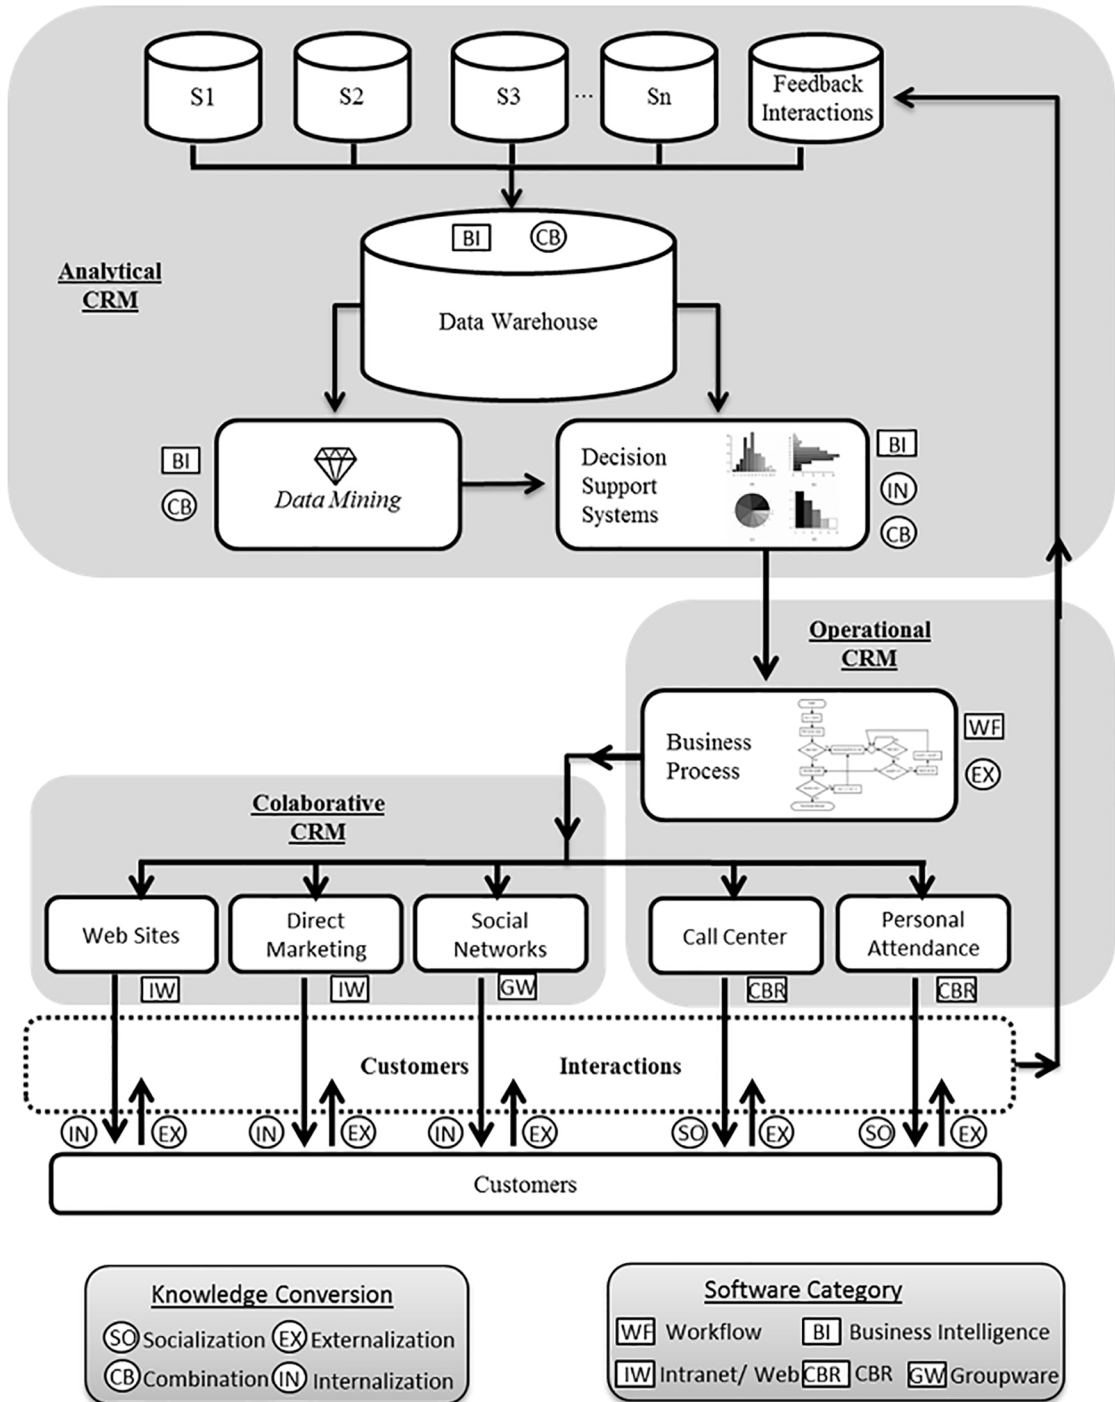 S1
S2
S3
...
Sn
Feedback
Interactions
BI
CB
Analytical
CRM
Data Warehouse
BI
CB
Data Mining
Decision
Support
Systems
BI
IN
CB
Operational
CRM
Business
Process
WF
EX
Colaborative
CRM
Web Sites
Direct
Marketing
Social
Networks
Call Center
Personal
Attendance
IW
IW
GW
CBR
CBR
Customers Interactions
IN
EX
IN
EX
IN
EX
SO
EX
SO
EX
Customers
Knowledge Conversion
SO Socialization EX Externalization
CB Combination IN Internalization
Software Category
WF Workflow BI Business Intelligence
IW Intranet/ Web CBR CBR GW Groupware